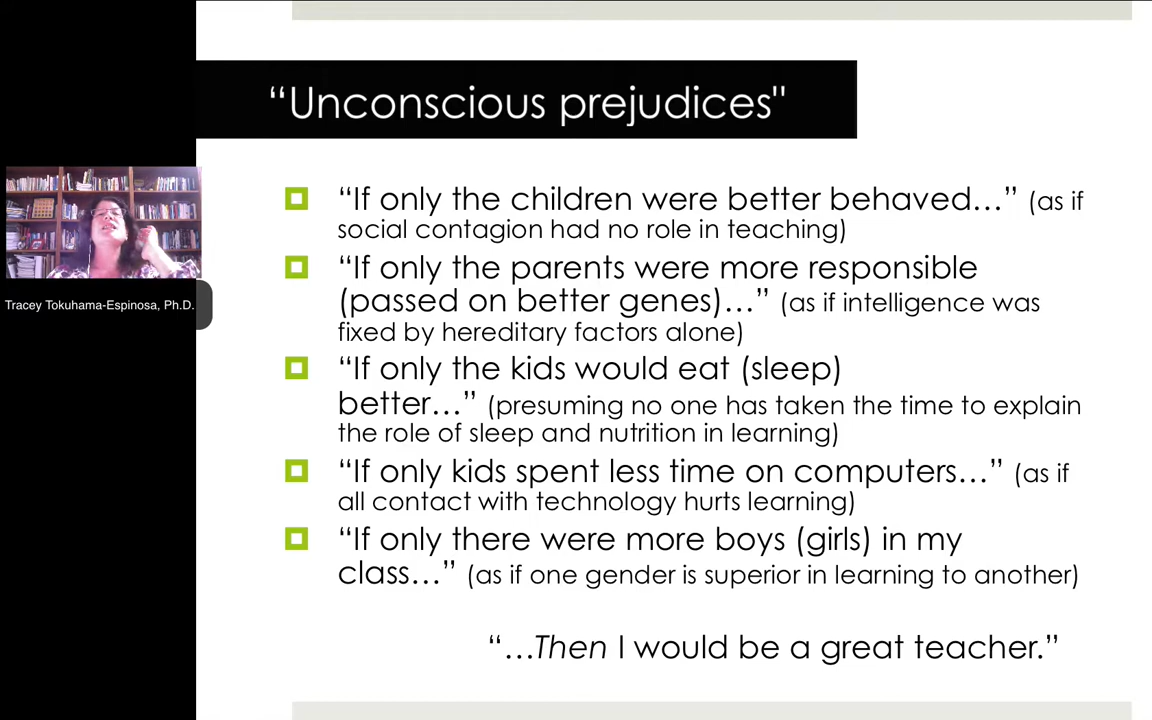 “Unconscious prejudices"
“If only the children were better behaved…” (as if
social contagion had no role in teaching)
“If only the parents were more responsible
(passed on better genes)…” (as if intelligence was
fixed by hereditary factors alone)
“If only the kids would eat (sleep)
better…” (presuming no one has taken the time to explain
the role of sleep and nutrition in learning)
“If only kids spent less time on computers…” (as if
all contact with technology hurts learning)
“If only there were more boys (girls) in my
class…” (as if one gender is superior in learning to another)
“…Then I would be a great teacher.”
Tracey Tokuhama-Espinosa, Ph.D.